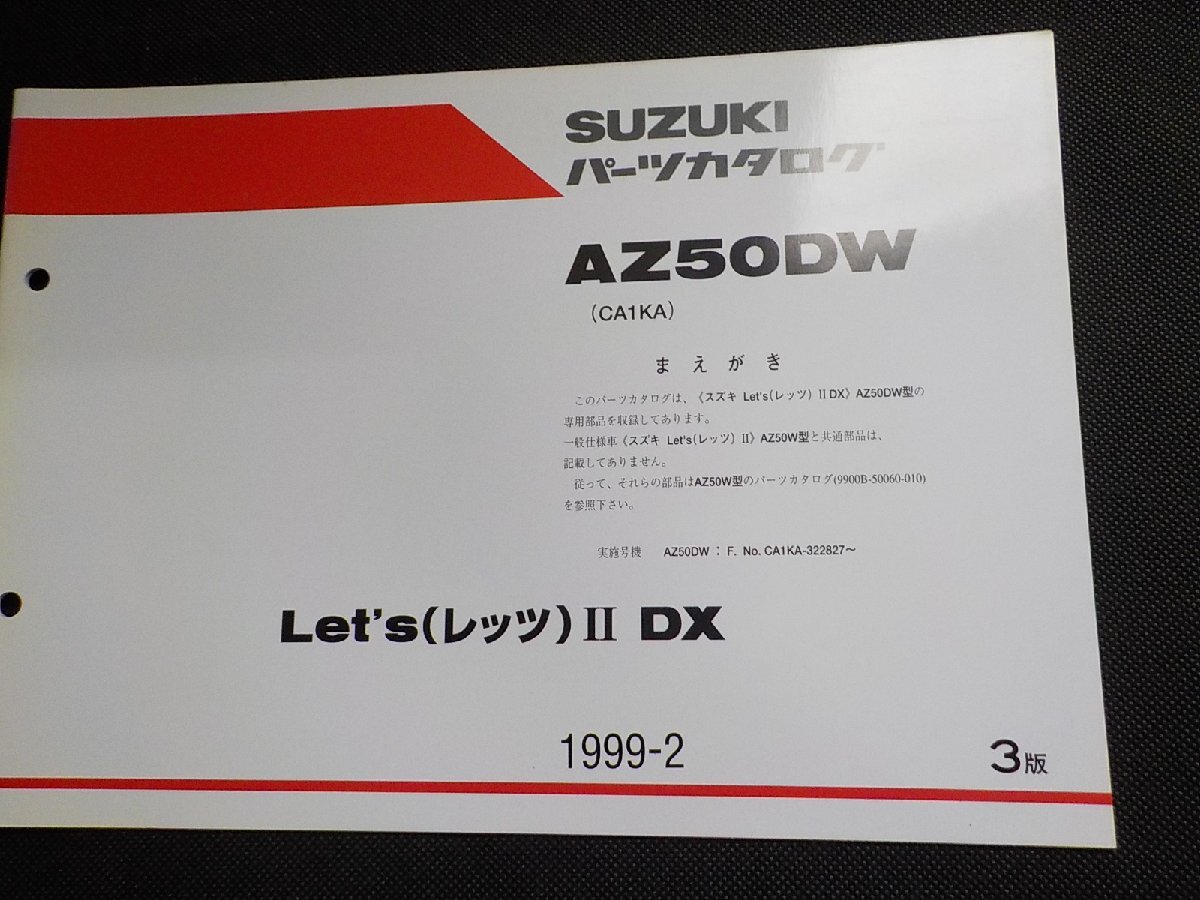 SUZUKI
パーツカタログ
AZ50DW
(CA1KA)
まえがき
このパーツカタログは、《スズキ Let's(レッツ) II DX》AZ50DW型の
専用部品を収録してあります。
一般仕様車《スズキ Let's(レッツ) II》AZ50W型と共通部品は、
記載してありません。
従って、それらの部品はAZ50W型のパーツカタログ(9900B-50060-010)
を参照下さい。
実施号機 AZ50DW : F. No. CA1KA-322827〜
Let's(レッツ) II DX
1999-2
3版